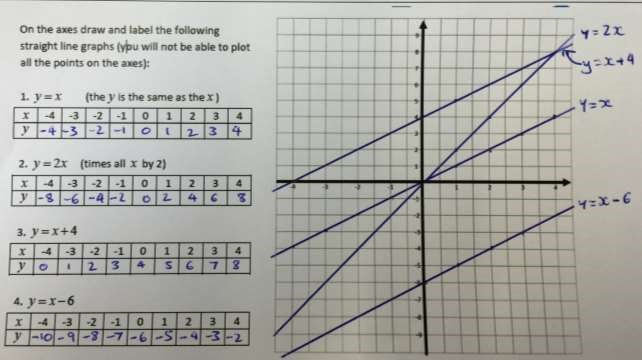 On the axes draw and label the following
straight line graphs (you will not be able to plot
all the points on the axes):
1. y=x (the y is the same as the x)
x -4 -3 -2 -1 0 1 2 3 4
y -4 -3 -2 -1 0 1 2 3 4
2. y=2x (times all x by 2)
x -4 -3 -2 -1 0 1 2 3 4
y -8 -6 -4 -2 0 2 4 6 8
3. y=x+4
x -4 -3 -2 -1 0 1 2 3 4
y 0 1 2 3 4 5 6 7 8
4. y=x-6
x -4 -3 -2 -1 0 1 2 3 4
y -10 -9 -8 -7 -6 -5 -4 -3 -2
y=2x
y=x+4
y=x
y=x-6